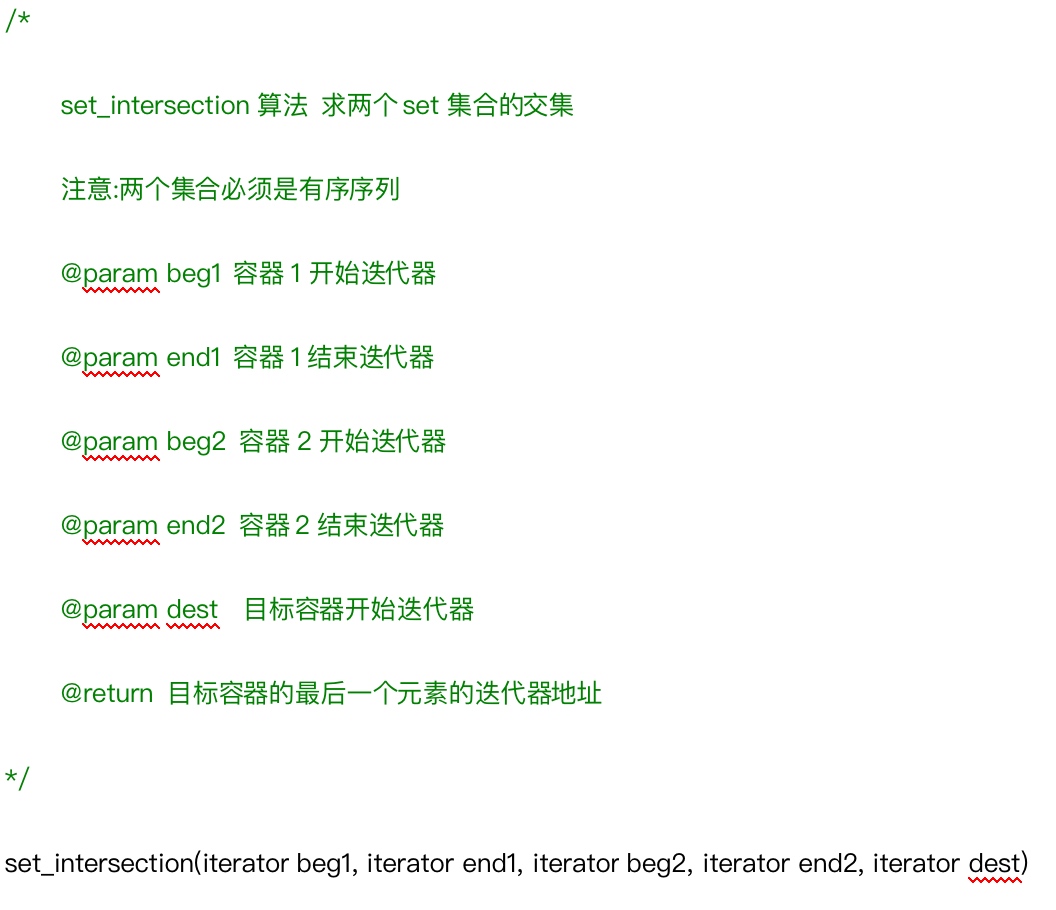 /*
set_intersection 算法 求两个 set 集合的交集
注意:两个集合必须是有序序列
@param beg1 容器 1 开始迭代器
@param end1 容器 1 结束迭代器
@param beg2 容器 2 开始迭代器
@param end2 容器 2 结束迭代器
@param dest 目标容器开始迭代器
@return 目标容器的最后一个元素的迭代器地址
*/
set_intersection(iterator beg1, iterator end1, iterator beg2, iterator end2, iterator dest)